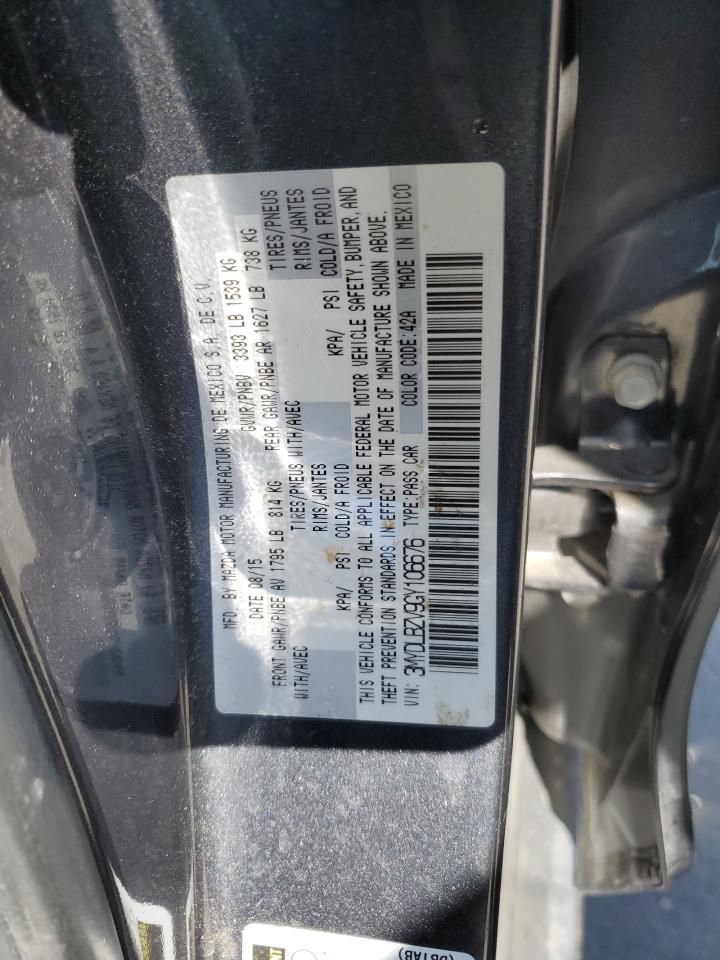 MFD. BY MAZDA MOTOR MANUFACTURING DE MEXICO S.A. DE C.V.
DATE 08/15 GVWR/PNBV 3393 LB 1539 KG
FRONT GAWR/PNBE AV 1795 LB 814 KG REAR GAWR/PNBE AR 1627 LB 738 KG
WITH/AVEC TIRES/PNEUS WITH/AVEC TIRES/PNEUS
RIMS/JANTES RIMS/JANTES
KPA/ PSI COLD/A FROID KPA/ PSI COLD/A FROID
THIS VEHICLE CONFORMS TO ALL APPLICABLE FEDERAL MOTOR VEHICLE SAFETY, BUMPER, AND
THEFT PREVENTION STANDARDS IN EFFECT ON THE DATE OF MANUFACTURE SHOWN ABOVE.
VIN: 3MYDLBZV9GY106676 TYPE:PASS CAR COLOR CODE:42A MADE IN MEXICO
(DB1AB)